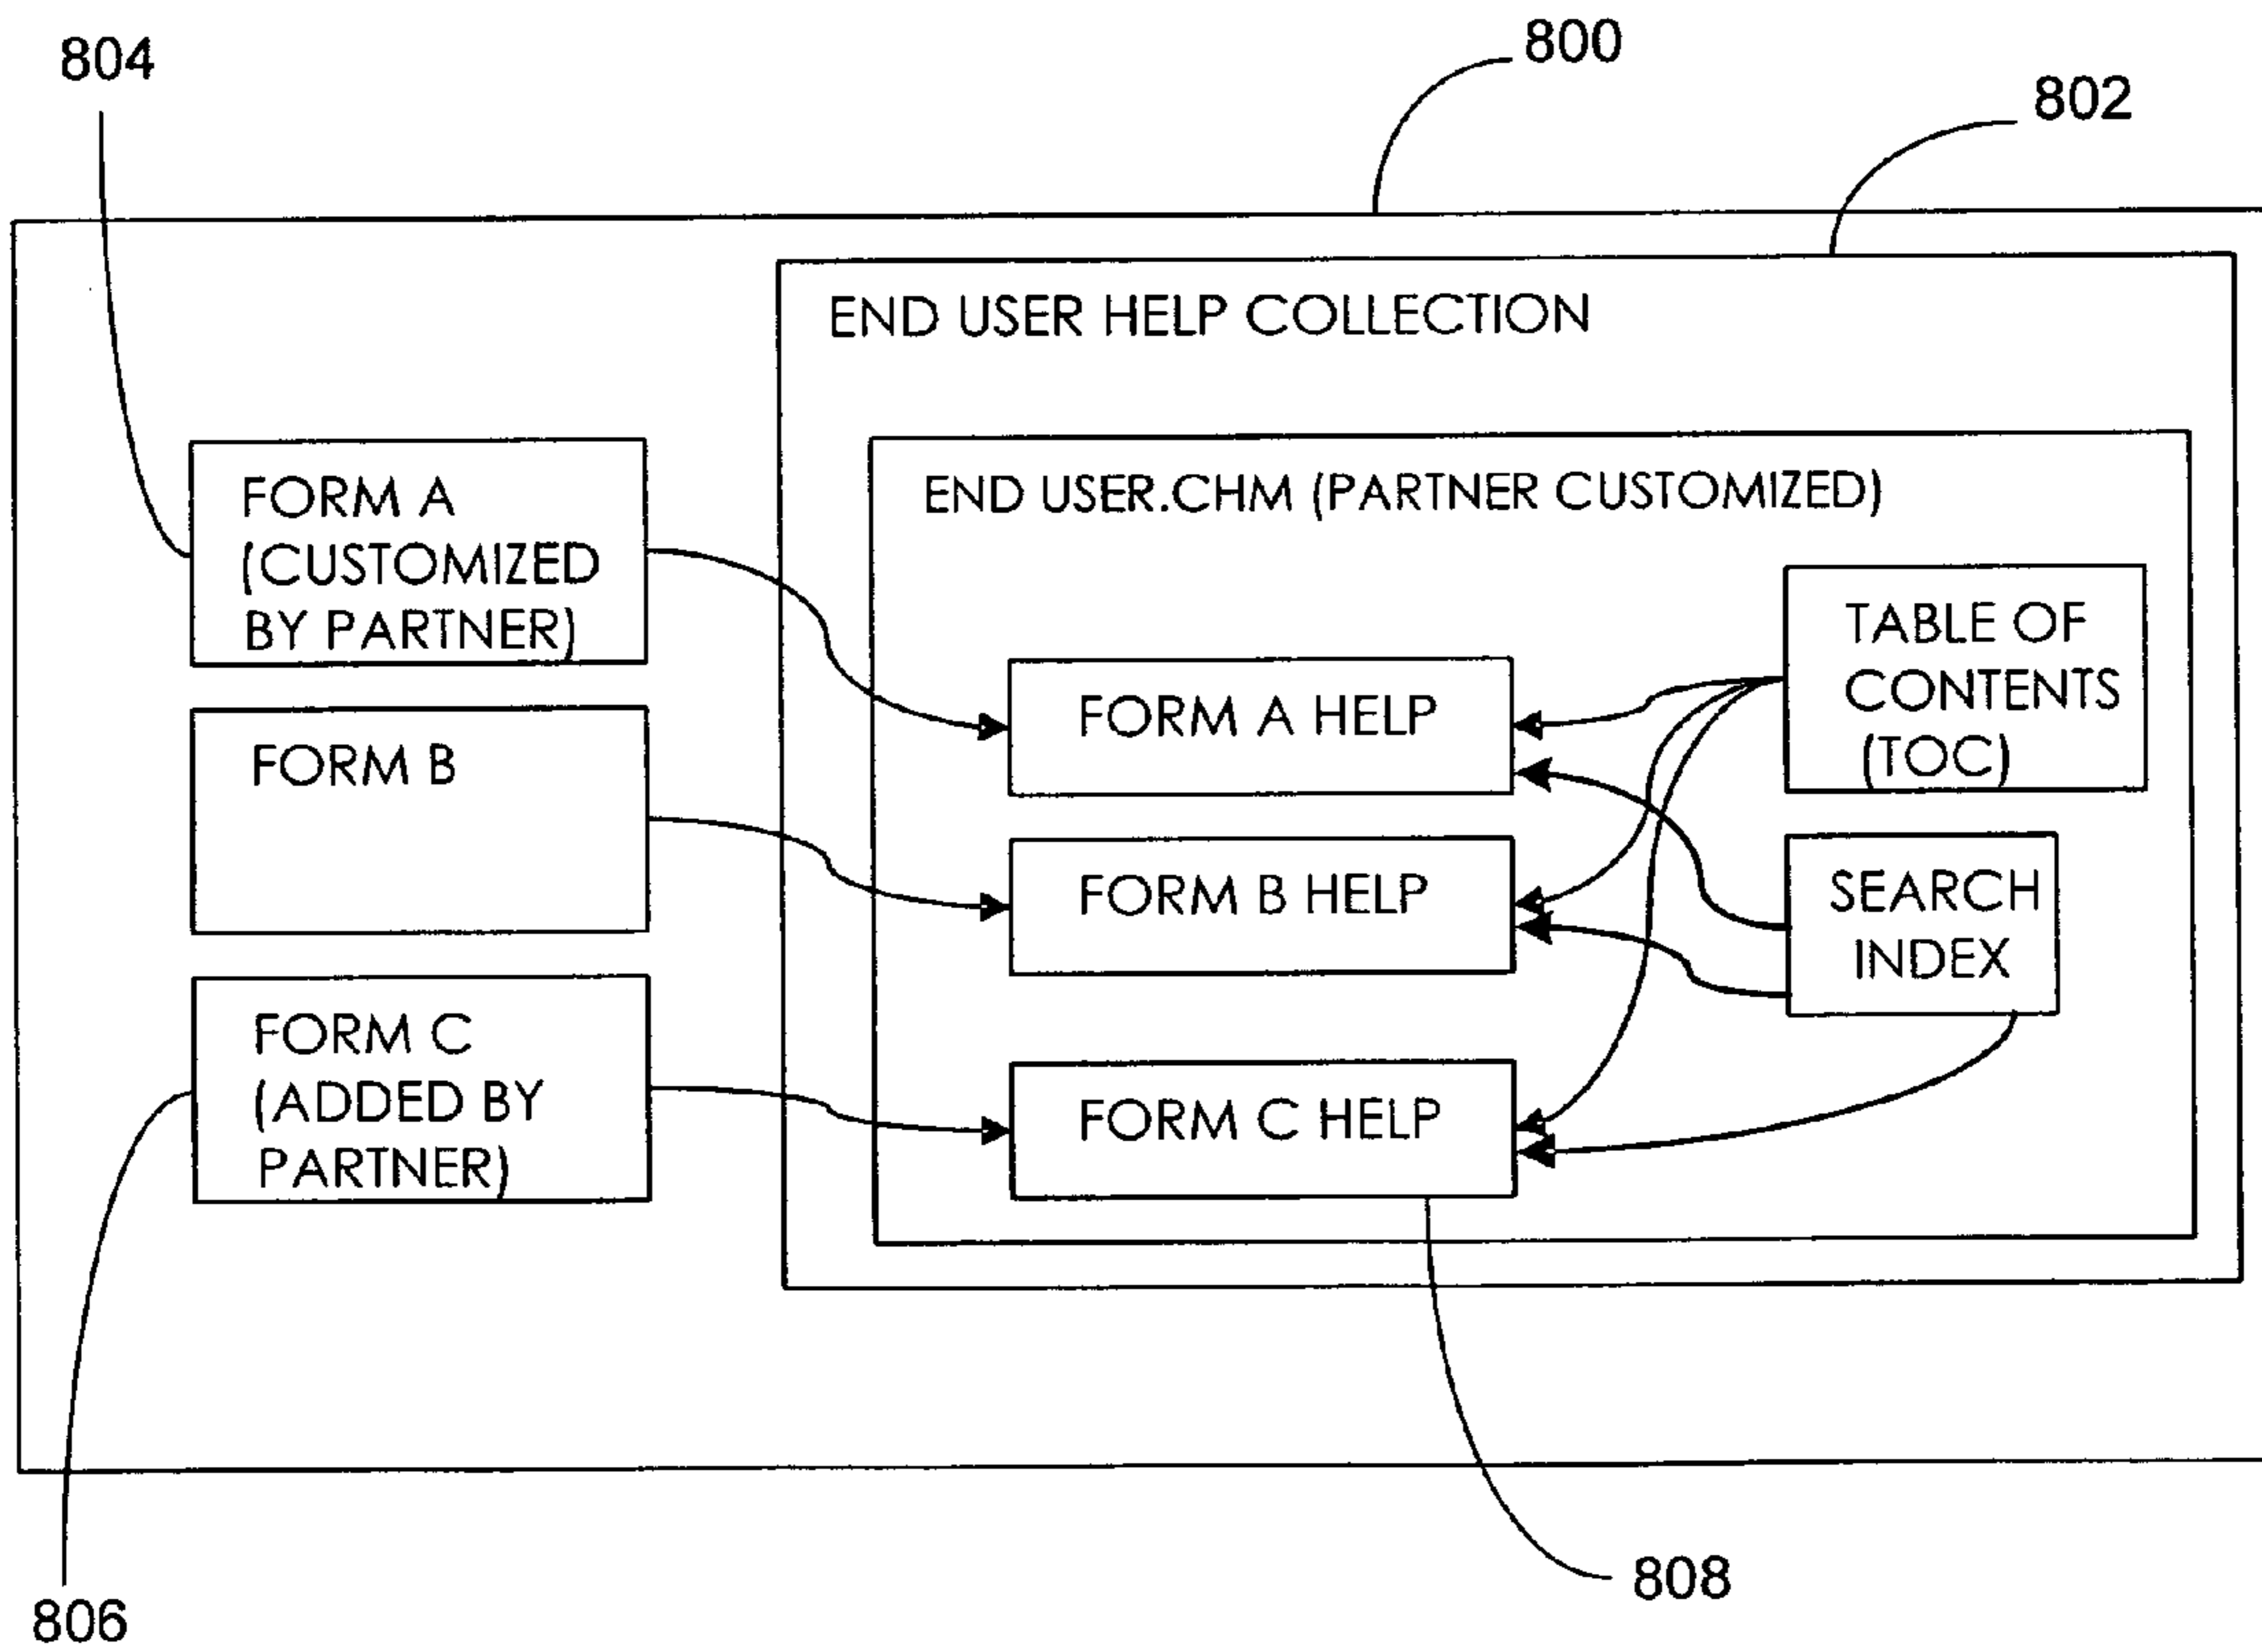 800
804
802
END USER HELP COLLECTION
FORM A
(CUSTOMIZED
BY PARTNER)
END USER.CHM (PARTNER CUSTOMIZED)
TABLE OF
CONTENTS
(TOC)
FORM A HELP
FORM B
FORM B HELP
SEARCH
INDEX
FORM C
(ADDED BY
PARTNER)
FORM C HELP
808
806